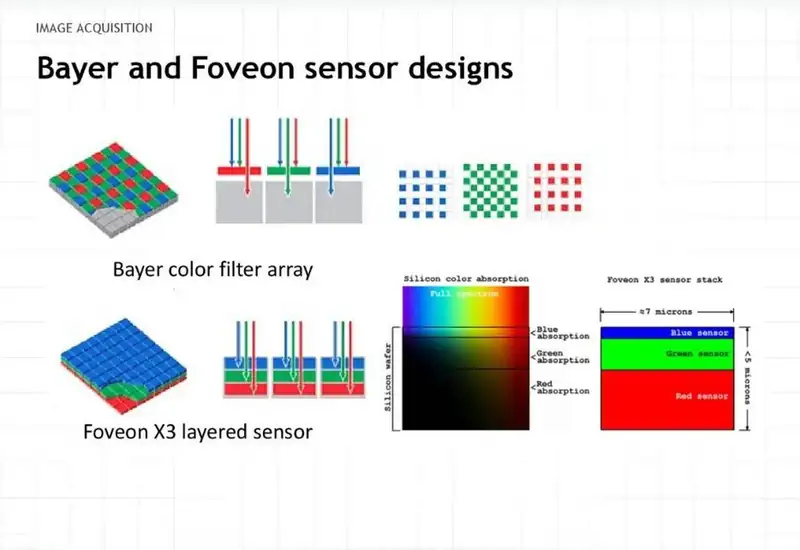 IMAGE ACQUISITION
Bayer and Foveon sensor designs
Bayer color filter array
Silicon color absorption
Full spectrum
Silicon wafer
Blue
absorption
Green
absorption
Red
absorption
Foveon X3 sensor stack
≈7 microns
Blue sensor
Green sensor
Red sensor
<5 microns
Foveon X3 layered sensor